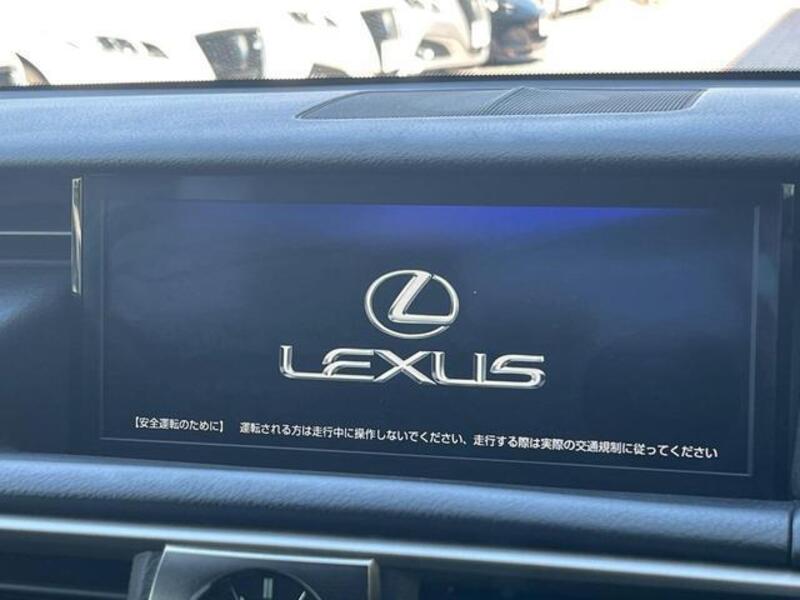 LEXUS
【安全運転のために】 運転される方は走行中に操作しないでください、走行する際は実際の交通規制に従ってください